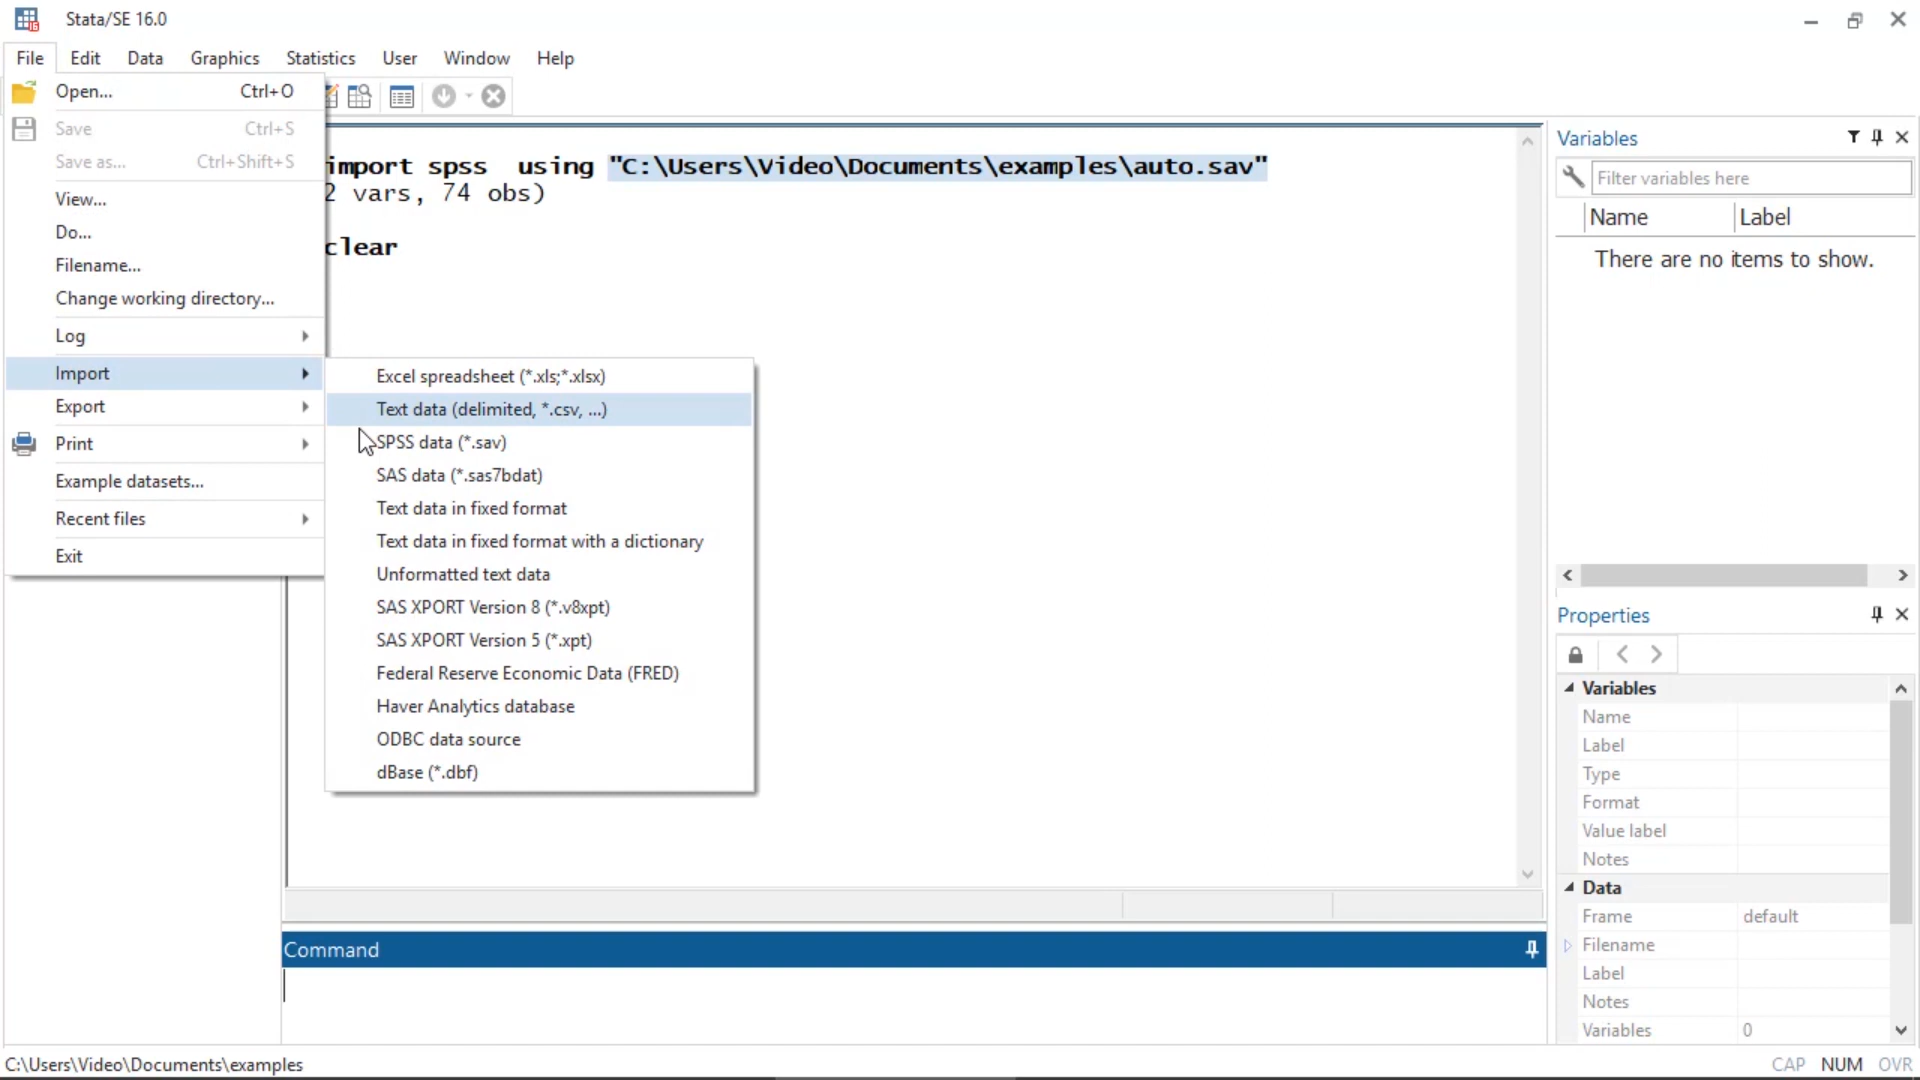 Stata/SE 16.0
File Edit Data Graphics Statistics User Window Help
Open... Ctrl+O
Save Ctrl+S
Save as... Ctrl+Shift+S
View...
Do...
Filename...
Change working directory...
Log
Import
Export
Print
Example datasets...
Recent files
Exit
Excel spreadsheet (*.xls;*.xlsx)
Text data (delimited, *.csv, ...)
SPSS data (*.sav)
SAS data (*.sas7bdat)
Text data in fixed format
Text data in fixed format with a dictionary
Unformatted text data
SAS XPORT Version 8 (*.v8xpt)
SAS XPORT Version 5 (*.xpt)
Federal Reserve Economic Data (FRED)
Haver Analytics database
ODBC data source
dBase (*.dbf)
import spss using "C:\Users\Video\Documents\examples\auto.sav"
2 vars, 74 obs)
clear
Command
Variables
Filter variables here
Name Label
There are no items to show.
Properties
Variables
Name
Label
Type
Format
Value label
Notes
Data
Frame default
Filename
Label
Notes
Variables 0
C:\Users\Video\Documents\examples
CAP NUM OVR